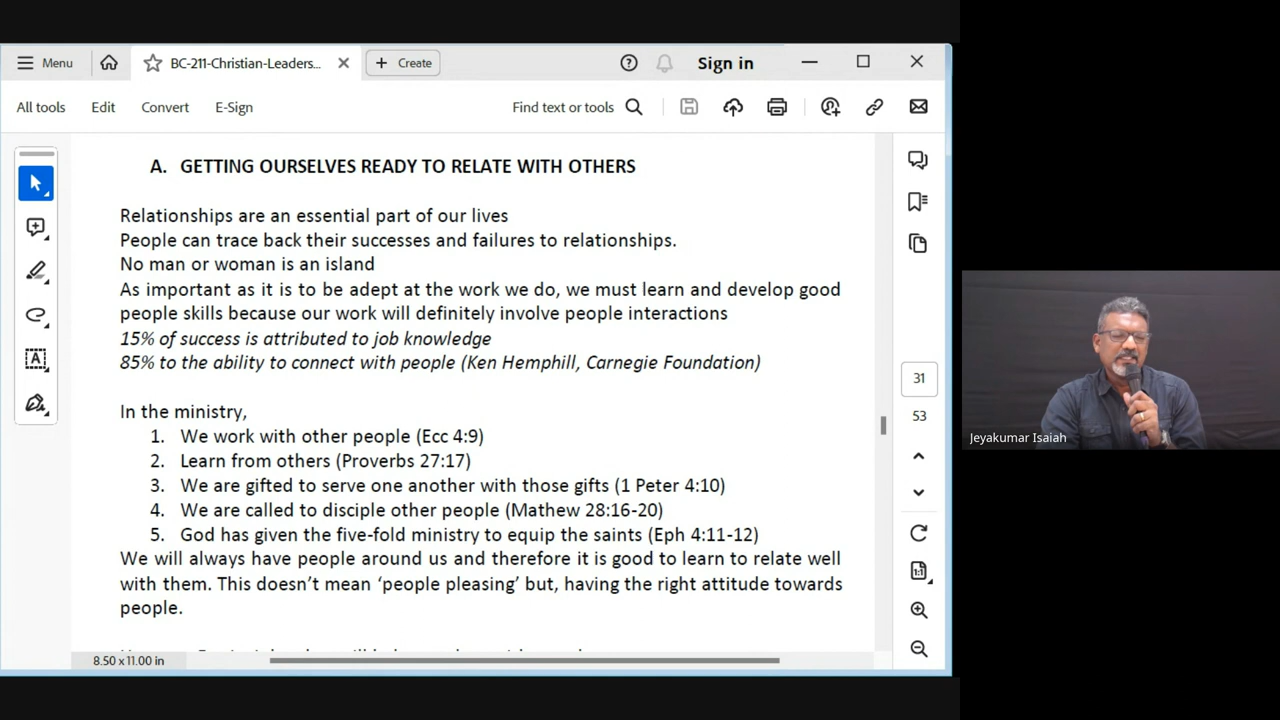 Menu
BC-211-Christian-Leaders...
Create
Sign in
All tools
Edit
Convert
E-Sign
Find text or tools
A. GETTING OURSELVES READY TO RELATE WITH OTHERS
Relationships are an essential part of our lives
People can trace back their successes and failures to relationships.
No man or woman is an island
As important as it is to be adept at the work we do, we must learn and develop good
people skills because our work will definitely involve people interactions
15% of success is attributed to job knowledge
85% to the ability to connect with people (Ken Hemphill, Carnegie Foundation)
In the ministry,
1. We work with other people (Ecc 4:9)
2. Learn from others (Proverbs 27:17)
3. We are gifted to serve one another with those gifts (1 Peter 4:10)
4. We are called to disciple other people (Mathew 28:16-20)
5. God has given the five-fold ministry to equip the saints (Eph 4:11-12)
We will always have people around us and therefore it is good to learn to relate well
with them. This doesn't mean 'people pleasing' but, having the right attitude towards
people.
8.50 x 11.00 in
31
53
1:1
Jeyakumar Isaiah